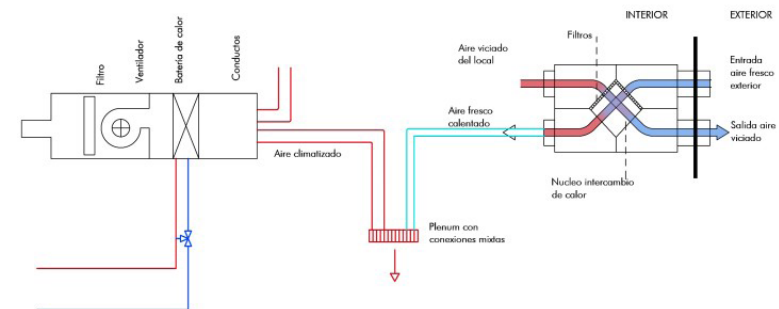 INTERIOR
EXTERIOR
Filtro
Ventilador
Batería de calor
Conductos
Aire viciado
del local
Filtros
Entrada
aire fresco
exterior
Aire fresco
calentado
Salida aire
viciado
Aire climatizado
Nucleo intercambio
de calor
Plenum con
conexiones mixtas